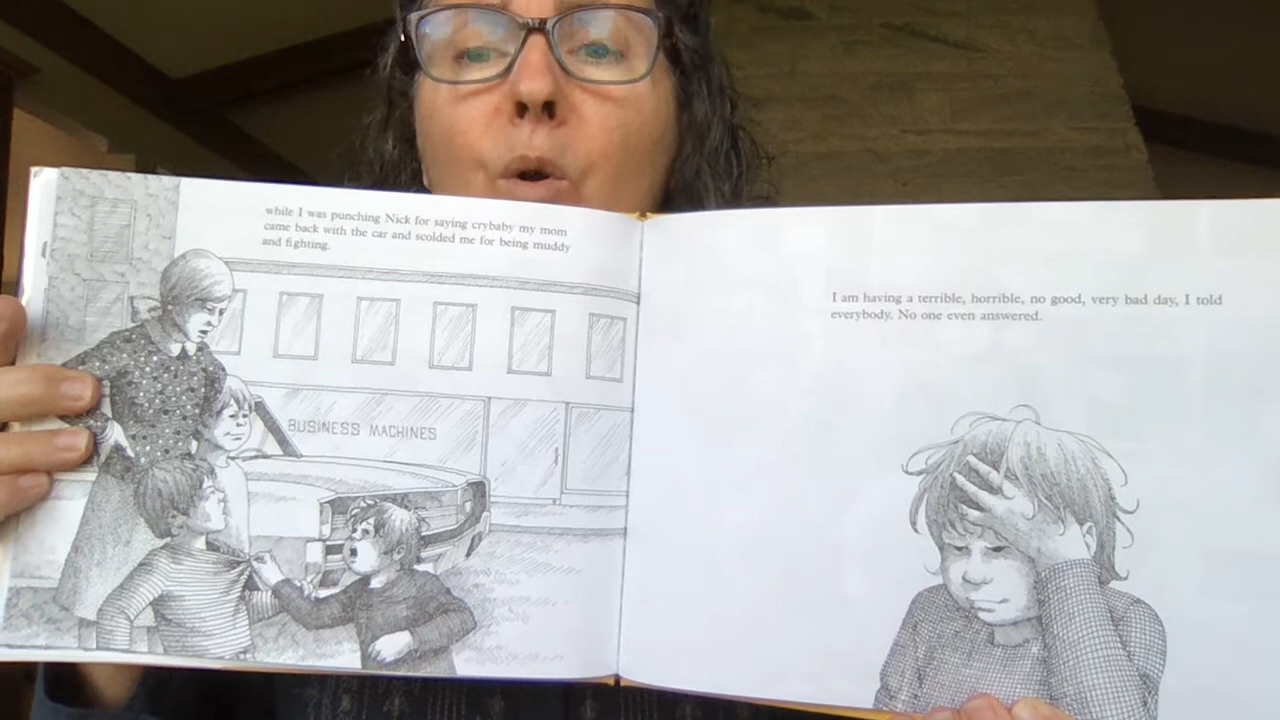 while I was punching Nick for saying crybaby my mom
came back with the car and scolded me for being muddy
and fighting.
BUSINESS MACHINES
I am having a terrible, horrible, no good, very bad day, I told
everybody. No one even answered.